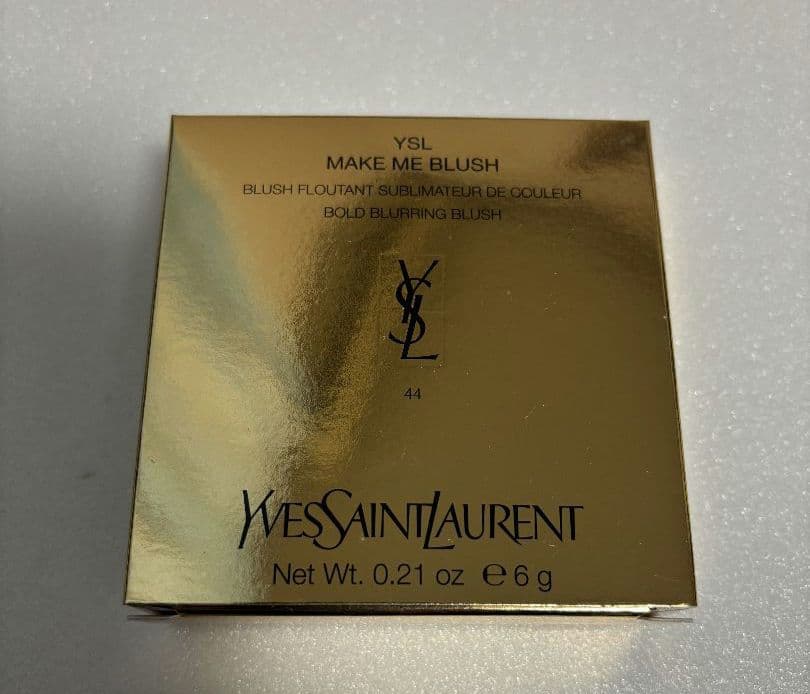 YSL
MAKE ME BLUSH
BLUSH FLOUTANT SUBLIMATEUR DE COULEUR
BOLD BLURRING BLUSH
YSL
44
YVESSAINTLAURENT
Net Wt. 0.21 oz ℮ 6 g